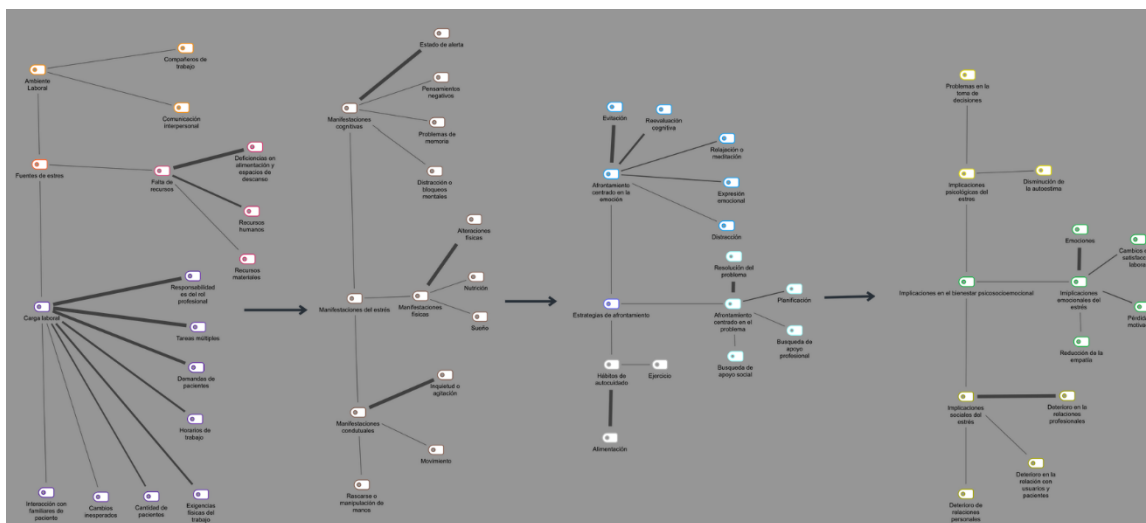 Compañeros de
trabajo
Ambiente
Laboral
Comunicación
interpersonal
Fuentes de estrés
Falta de
recursos
Deficiencias en
alimentación y
espacios de
descanso
Recursos
humanos
Recursos
materiales
Carga laboral
Responsabilidad
es del rol
profesional
Tareas múltiples
Demandas de
pacientes
Horarios de
trabajo
Interacción con
familiares de
paciente
Cambios
inesperados
Cantidad de
pacientes
Exigencias
físicas del
trabajo
Estado de alerta
Manifestaciones
cognitivas
Pensamientos
negativos
Problemas de
memoria
Distracción o
bloqueos
mentales
Manifestaciones del estrés
Manifestaciones
físicas
Alteraciones
físicas
Nutrición
Sueño
Manifestaciones
condutuales
Inquietud o
agitación
Movimiento
Rascarse o
manipulación de
manos
Evitación
Reevaluación
cognitiva
Relajación o
meditación
Afrontamiento
centrado en la
emoción
Expresión
emocional
Distracción
Estrategias de afrontamiento
Resolución del
problema
Afrontamiento
centrado en el
problema
Planificación
Busqueda de
apoyo
profesional
Busqueda de
apoyo social
Hábitos de
autocuidado
Ejercicio
Alimentación
Problemas en la
toma de
decisiones
Implicaciones
psicológicas del
estrés
Disminución de
la autoestima
Implicaciones en el bienestar psicosocioemocional
Emociones
Cambios
laboral
Implicaciones
emocionales del
estrés
Reducción de la
empatía
Implicaciones
sociales del
estrés
Deterioro en la
relaciones
profesionales
Deterioro en la
relación con
usuarios y
pacientes
Deterioro de
relaciones
personales